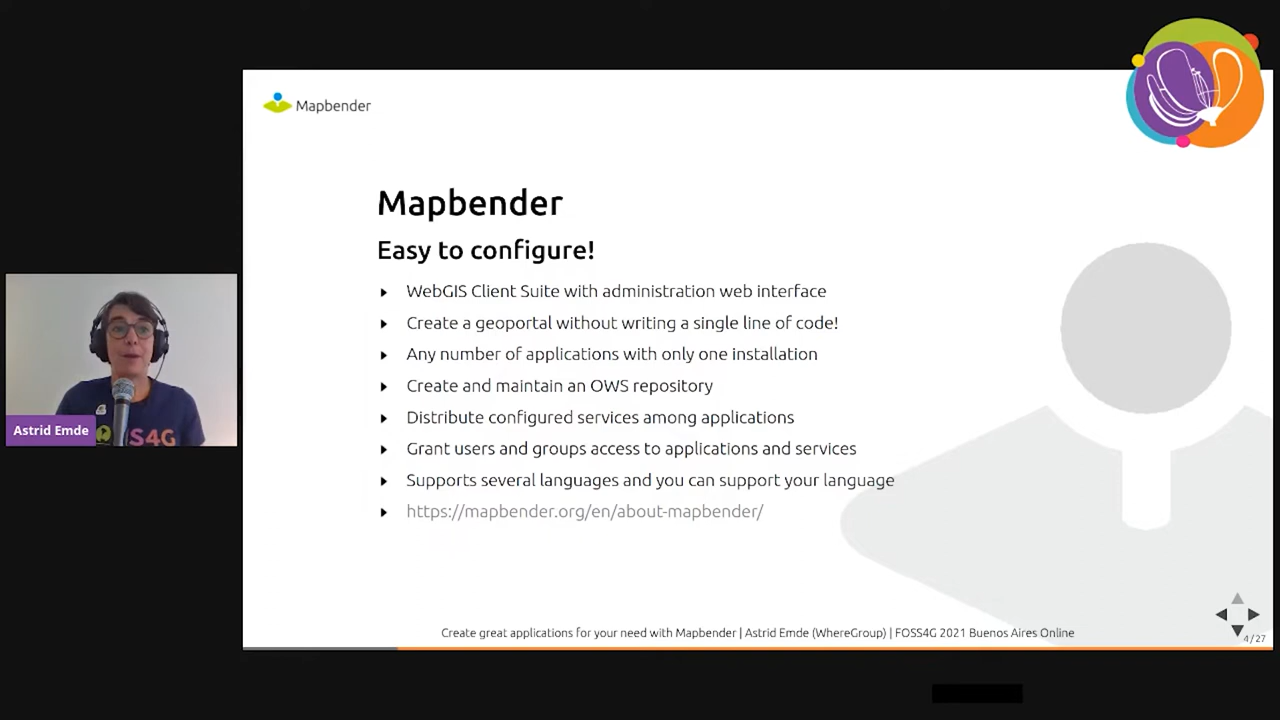 Mapbender
Mapbender
Easy to configure!
WebGIS Client Suite with administration web interface
Create a geoportal without writing a single line of code!
Any number of applications with only one installation
Create and maintain an OWS repository
Distribute configured services among applications
Grant users and groups access to applications and services
Supports several languages and you can support your language
https://mapbender.org/en/about-mapbender/
Astrid Emde
S4G
Create great applications for your need with Mapbender | Astrid Emde (WhereGroup) | FOSS4G 2021 Buenos Aires Online
4/27